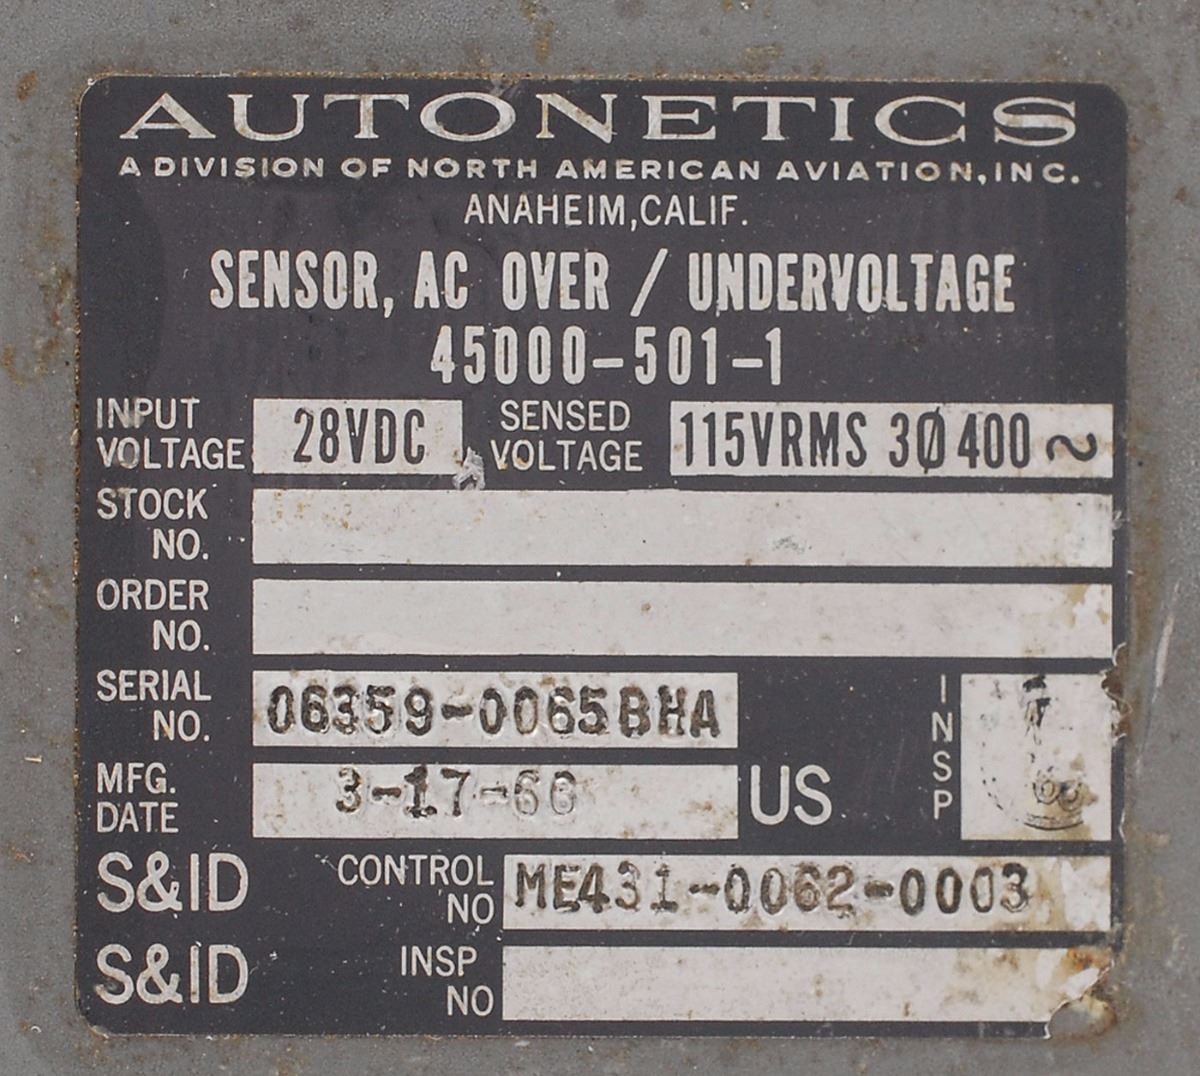 AUTONETICS
A DIVISION OF NORTH AMERICAN AVIATION, INC.
ANAHEIM, CALIF.
SENSOR, AC OVER / UNDERVOLTAGE
45000-501-1
INPUT VOLTAGE 28VDC SENSED VOLTAGE 115VRMS 3Ø 400 ~
STOCK NO.
ORDER NO.
SERIAL NO. 06359-0065BHA
INSP
MFG. DATE 3-17-66 US
S&ID CONTROL NO ME431-0062-0003
S&ID INSP NO